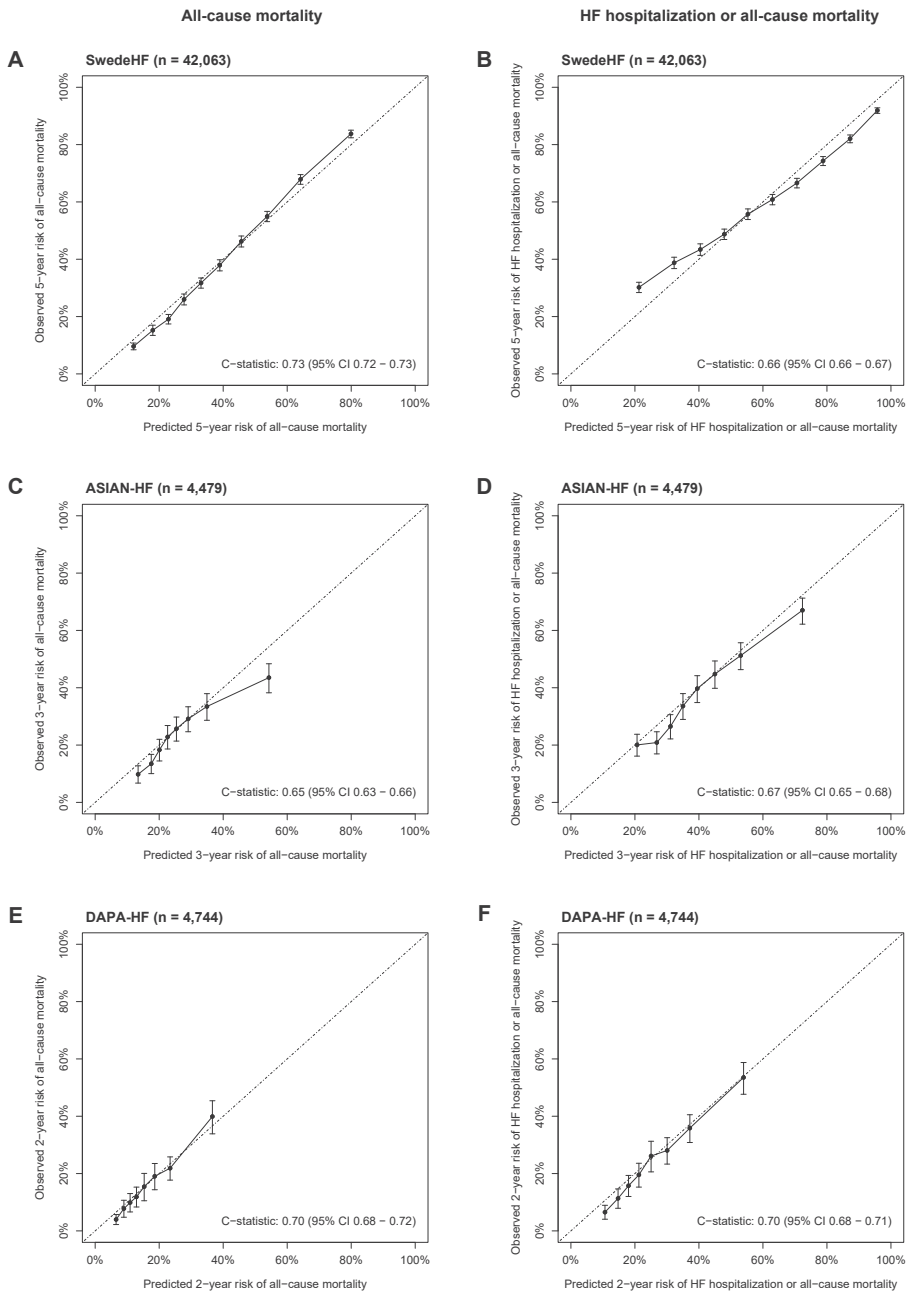 All−cause mortality
HF hospitalization or all−cause mortality
A
SwedeHF (n = 42,063)
Observed 5−year risk of all−cause mortality
100%
80%
60%
40%
20%
0%
C−statistic: 0.73 (95% CI 0.72 − 0.73)
0% 20% 40% 60% 80% 100%
Predicted 5−year risk of all−cause mortality
B
SwedeHF (n = 42,063)
Observed 5−year risk of HF hospitalization or all−cause mortality
100%
80%
60%
40%
20%
0%
C−statistic: 0.66 (95% CI 0.66 − 0.67)
0% 20% 40% 60% 80% 100%
Predicted 5−year risk of HF hospitalization or all−cause mortality
C
ASIAN−HF (n = 4,479)
Observed 3−year risk of all−cause mortality
100%
80%
60%
40%
20%
0%
C−statistic: 0.65 (95% CI 0.63 − 0.66)
0% 20% 40% 60% 80% 100%
Predicted 3−year risk of all−cause mortality
D
ASIAN−HF (n = 4,479)
Observed 3−year risk of HF hospitalization or all−cause mortality
100%
80%
60%
40%
20%
0%
C−statistic: 0.67 (95% CI 0.65 − 0.68)
0% 20% 40% 60% 80% 100%
Predicted 3−year risk of HF hospitalization or all−cause mortality
E
DAPA−HF (n = 4,744)
Observed 2−year risk of all−cause mortality
100%
80%
60%
40%
20%
0%
C−statistic: 0.70 (95% CI 0.68 − 0.72)
0% 20% 40% 60% 80% 100%
Predicted 2−year risk of all−cause mortality
F
DAPA−HF (n = 4,744)
Observed 2−year risk of HF hospitalization or all−cause mortality
100%
80%
60%
40%
20%
0%
C−statistic: 0.70 (95% CI 0.68 − 0.71)
0% 20% 40% 60% 80% 100%
Predicted 2−year risk of HF hospitalization or all−cause mortality